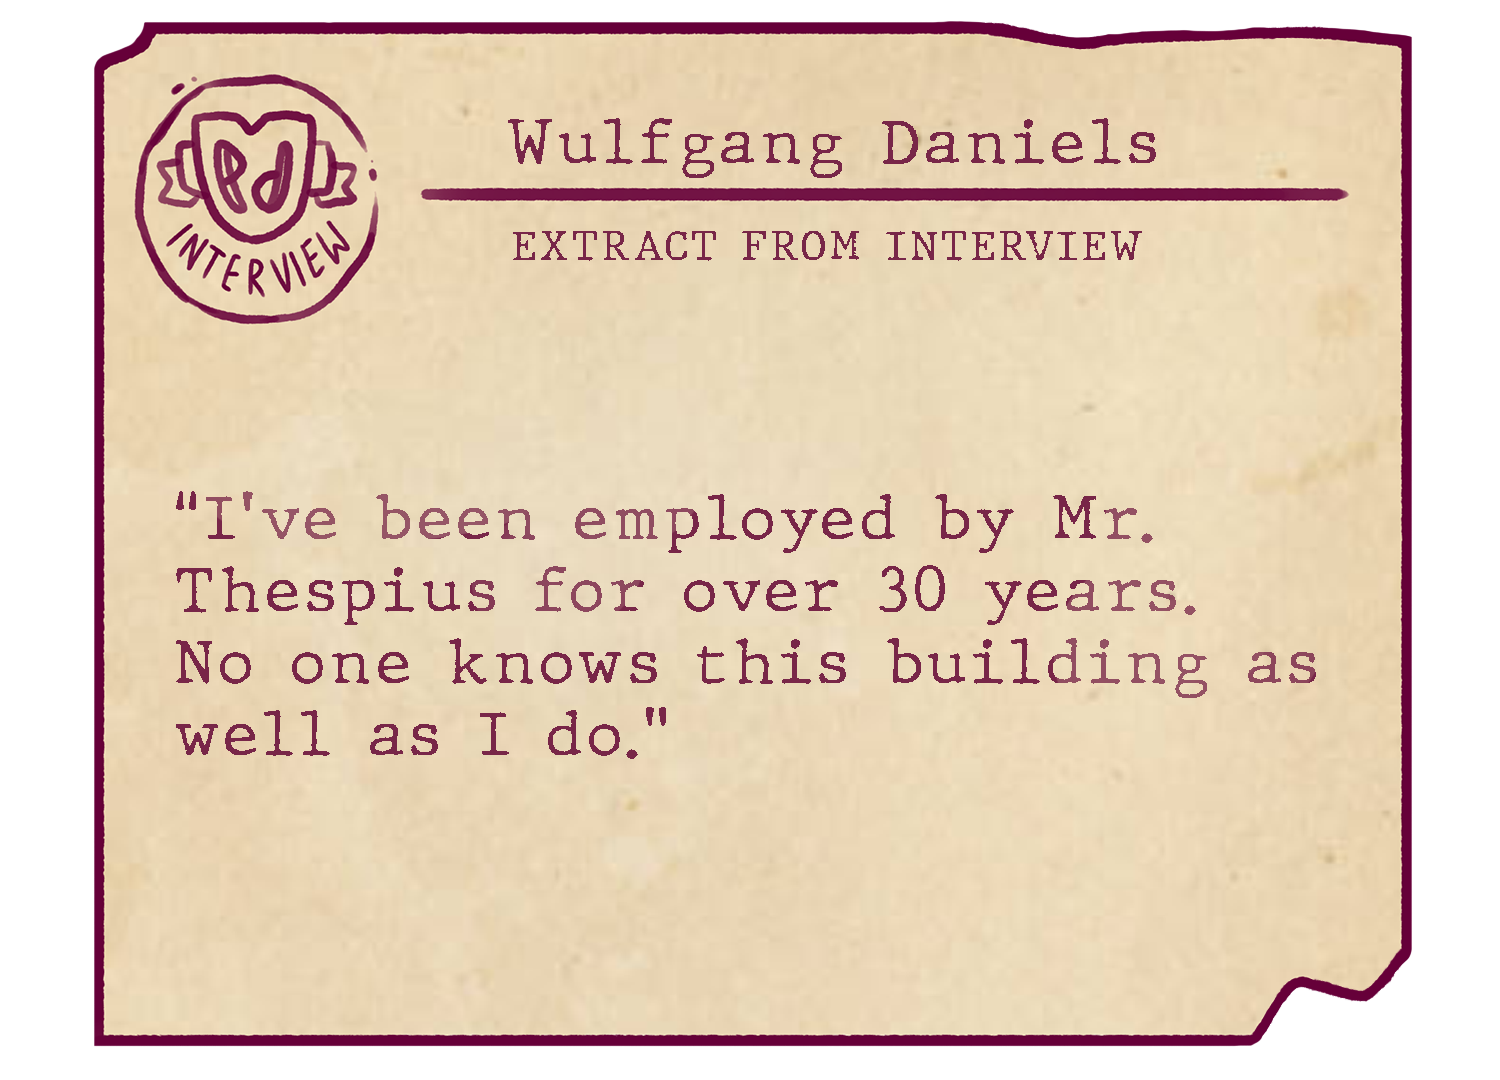 Pd
INTERVIEW
Wulfgang Daniels
EXTRACT FROM INTERVIEW
“I've been employed by Mr.
Thespius for over 30 years.
No one knows this building as
well as I do."